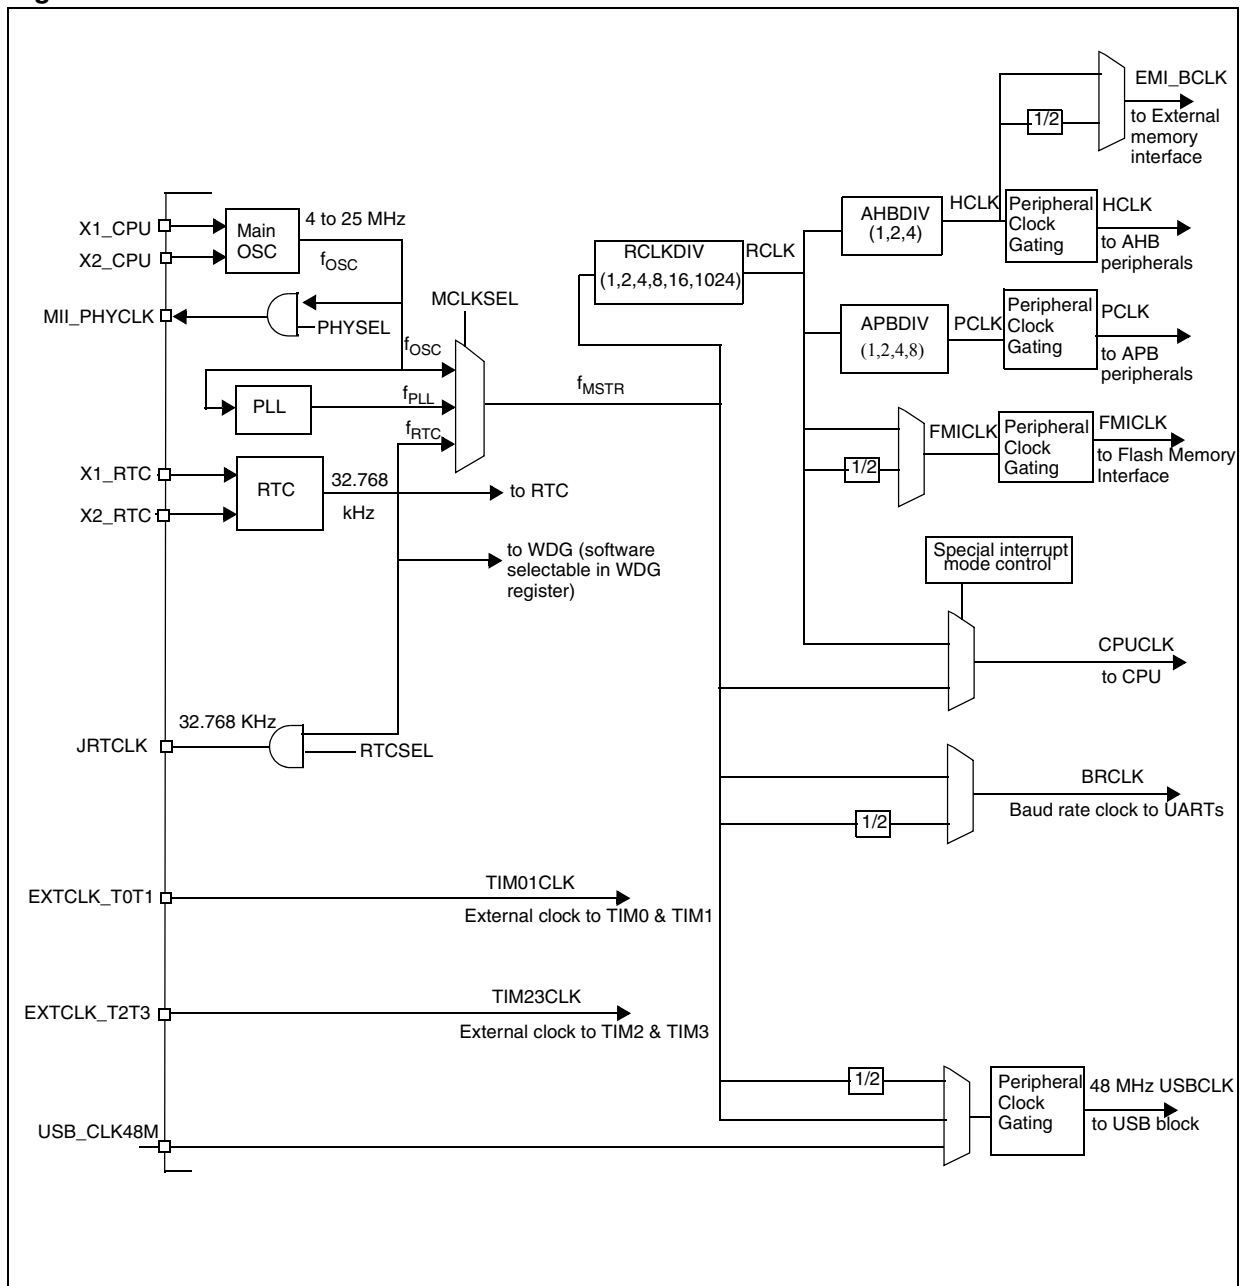 EMI_BCLK
1/2
to External
memory
interface
X1_CPU
X2_CPU
Main
OSC
4 to 25 MHz
fOSC
MII_PHYCLK
PHYSEL
MCLKSEL
fOSC
PLL
fPLL
fRTC
fMSTR
X1_RTC
X2_RTC
RTC
32.768
kHz
to RTC
to WDG (software
selectable in WDG
register)
32.768 KHz
JRTCLK
RTCSEL
RCLKDIV
(1,2,4,8,16,1024)
RCLK
AHBDIV
(1,2,4)
HCLK
Peripheral
Clock
Gating
HCLK
to AHB
peripherals
APBDIV
(1,2,4,8)
PCLK
Peripheral
Clock
Gating
PCLK
to APB
peripherals
1/2
FMICLK
Peripheral
Clock
Gating
FMICLK
to Flash Memory
Interface
Special interrupt
mode control
CPUCLK
to CPU
BRCLK
1/2
Baud rate clock to UARTs
EXTCLK_T0T1
TIM01CLK
External clock to TIM0 & TIM1
EXTCLK_T2T3
TIM23CLK
External clock to TIM2 & TIM3
USB_CLK48M
1/2
Peripheral
Clock
Gating
48 MHz USBCLK
to USB block